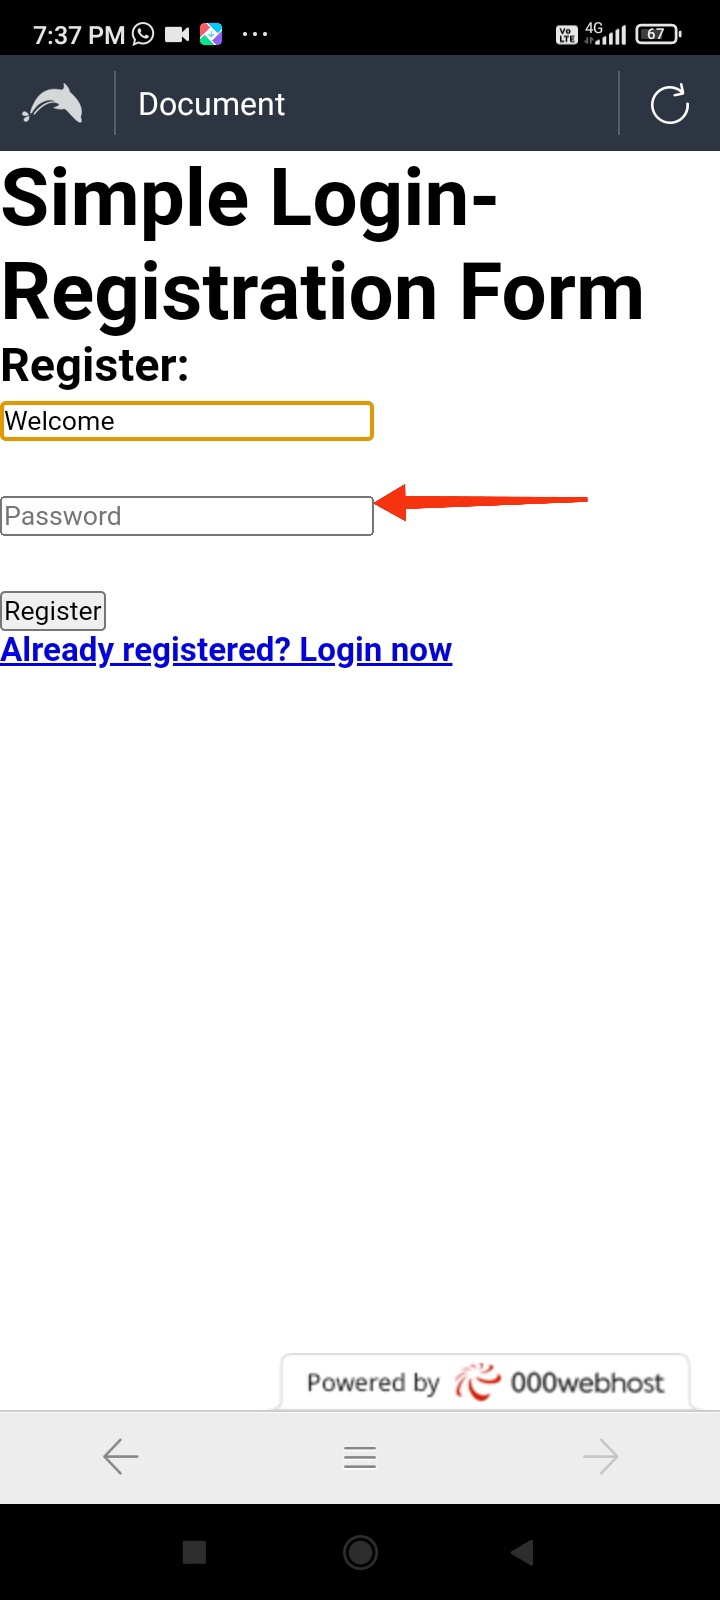 7:37 PM
Vo LTE 4G 67
Document
Simple Login-
Registration Form
Register:
Welcome
Password
Register
Already registered? Login now
Powered by 000webhost